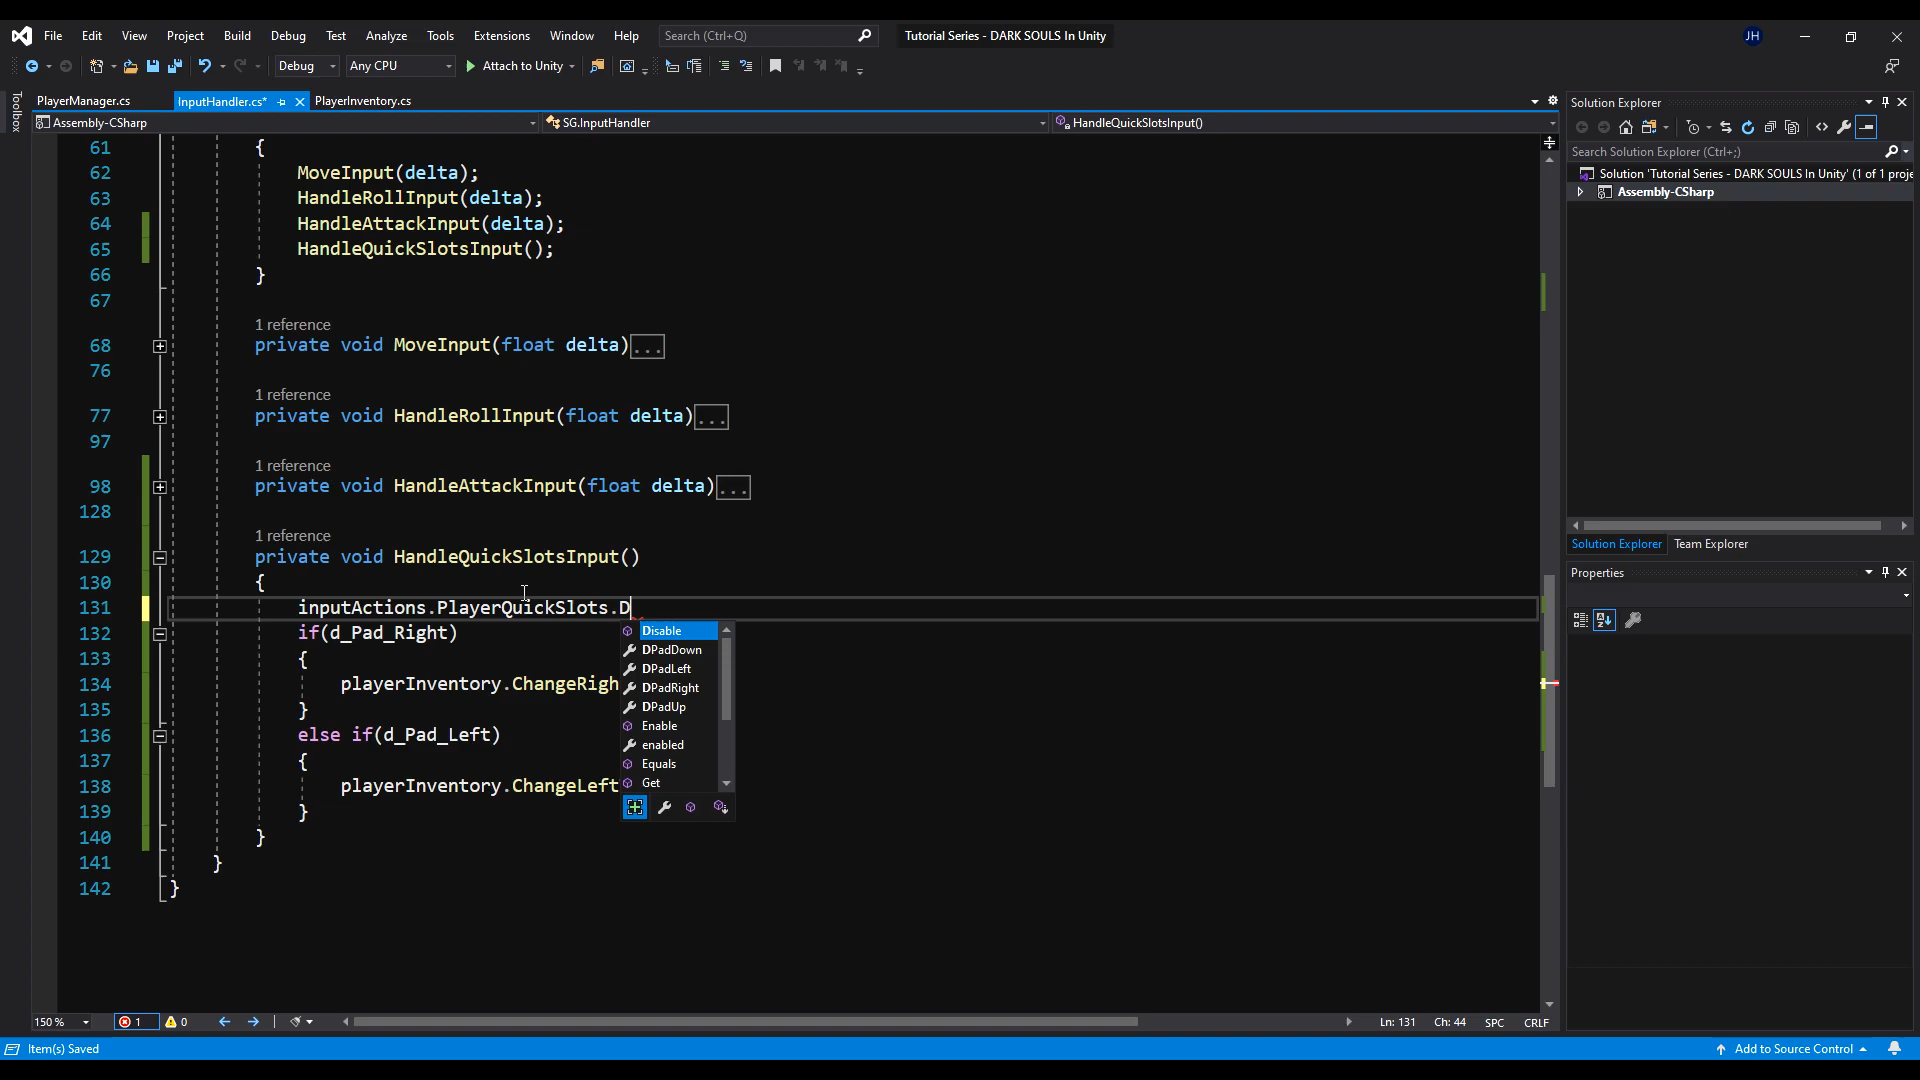 File Edit View Project Build Debug Test Analyze Tools Extensions Window Help Search (Ctrl+Q) Tutorial Series - DARK SOULS In Unity JH
Debug Any CPU Attach to Unity
Toolbox
PlayerManager.cs InputHandler.cs* PlayerInventory.cs
Assembly-CSharp SG.InputHandler HandleQuickSlotsInput()
61 {
62 MoveInput(delta);
63 HandleRollInput(delta);
64 HandleAttackInput(delta);
65 HandleQuickSlotsInput();
66 }
67
1 reference
68 private void MoveInput(float delta)...
76
1 reference
77 private void HandleRollInput(float delta)...
97
1 reference
98 private void HandleAttackInput(float delta)...
128
1 reference
129 private void HandleQuickSlotsInput()
130 {
131 inputActions.PlayerQuickSlots.D
132 if(d_Pad_Right)
133 {
134 playerInventory.ChangeRigh
135 }
136 else if(d_Pad_Left)
137 {
138 playerInventory.ChangeLeft
139 }
140 }
141 }
142 }
Disable
DPadDown
DPadLeft
DPadRight
DPadUp
Enable
enabled
Equals
Get
150 % 1 0 Ln: 131 Ch: 44 SPC CRLF
Item(s) Saved Add to Source Control
Solution Explorer
Search Solution Explorer (Ctrl+;)
Solution 'Tutorial Series - DARK SOULS In Unity' (1 of 1 proje
Assembly-CSharp
Solution Explorer Team Explorer
Properties